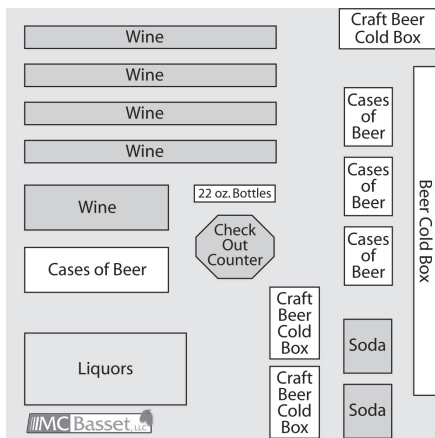 Craft Beer
Cold Box
Wine
Wine
Wine
Wine
Cases
of
Beer
Cases
of
Beer
Cases
of
Beer
Beer Cold Box
Wine
22 oz. Bottles
Check
Out
Counter
Cases of Beer
Craft
Beer
Cold
Box
Craft
Beer
Cold
Box
Soda
Soda
Liquors
MC Basset, LLC